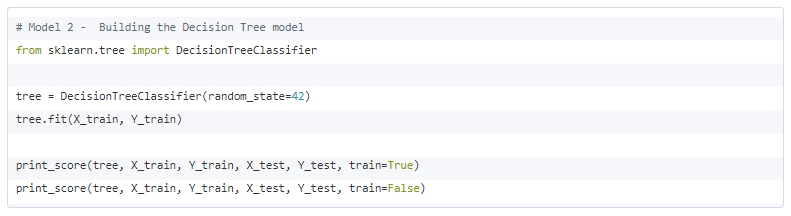 # Model 2 -  Building the Decision Tree model
from sklearn.tree import DecisionTreeClassifier
tree = DecisionTreeClassifier(random_state=42)
tree.fit(X_train, Y_train)
print_score(tree, X_train, Y_train, X_test, Y_test, train=True)
print_score(tree, X_train, Y_train, X_test, Y_test, train=False)